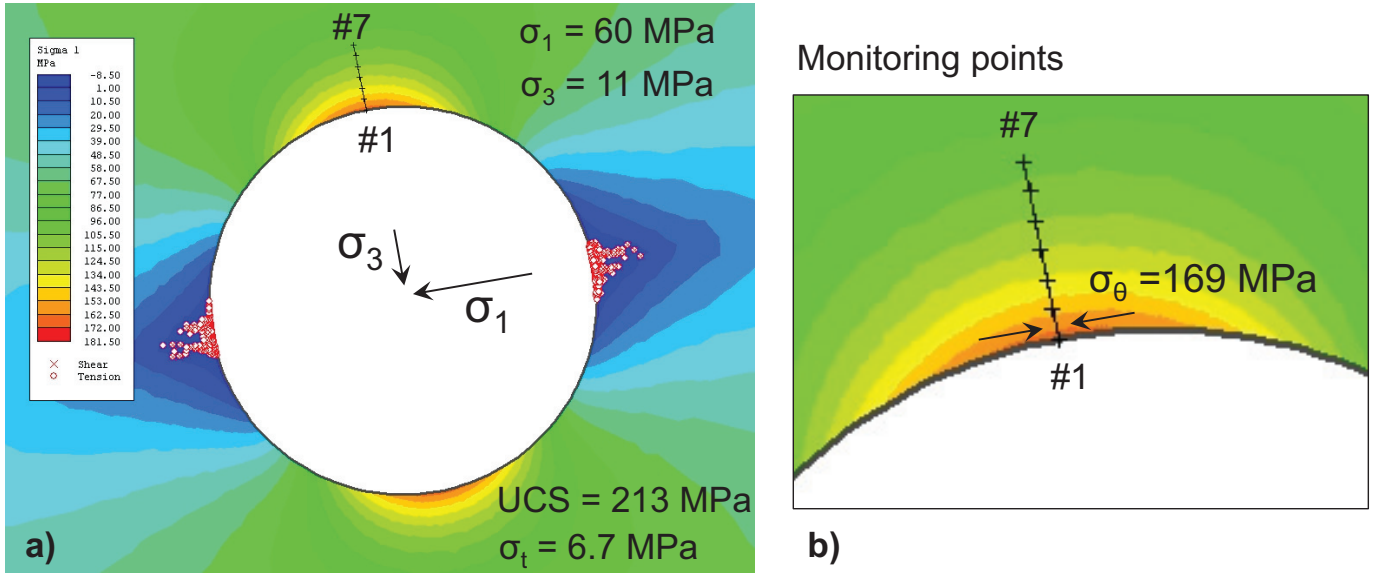 #7
σ1 = 60 MPa
σ3 = 11 MPa
#1
Sigma 1
MPa
-8.50
1.00
10.50
20.00
29.50
39.00
48.50
58.00
67.50
77.00
86.50
96.00
105.50
115.00
124.50
134.00
143.50
153.00
162.50
172.00
181.50
Shear
Tension
σ3
σ1
UCS = 213 MPa
σt = 6.7 MPa
a)
Monitoring points
#7
σθ =169 MPa
#1
b)